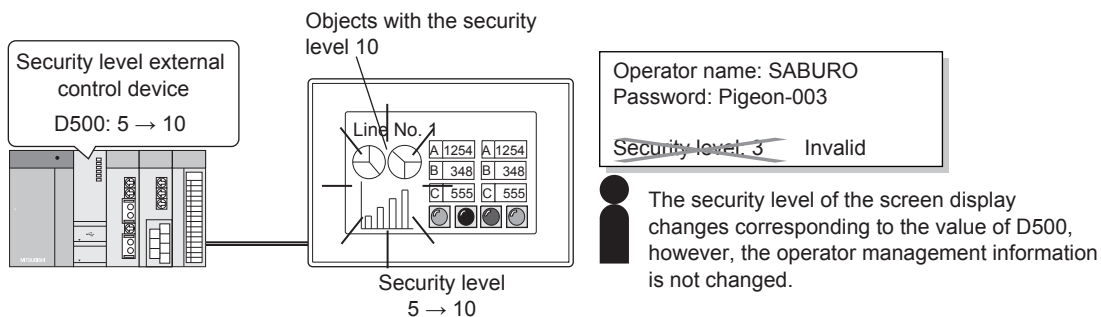 Objects with the security
level 10
Security level external
control device
D500: 5 → 10
MITSUBISHI
Line No. 1
A 1254 A 1254
B 348 B 348
C 555 C 555
Security level
5 → 10
Operator name: SABURO
Password: Pigeon-003
Security level: 3 Invalid
The security level of the screen display
changes corresponding to the value of D500,
however, the operator management information
is not changed.